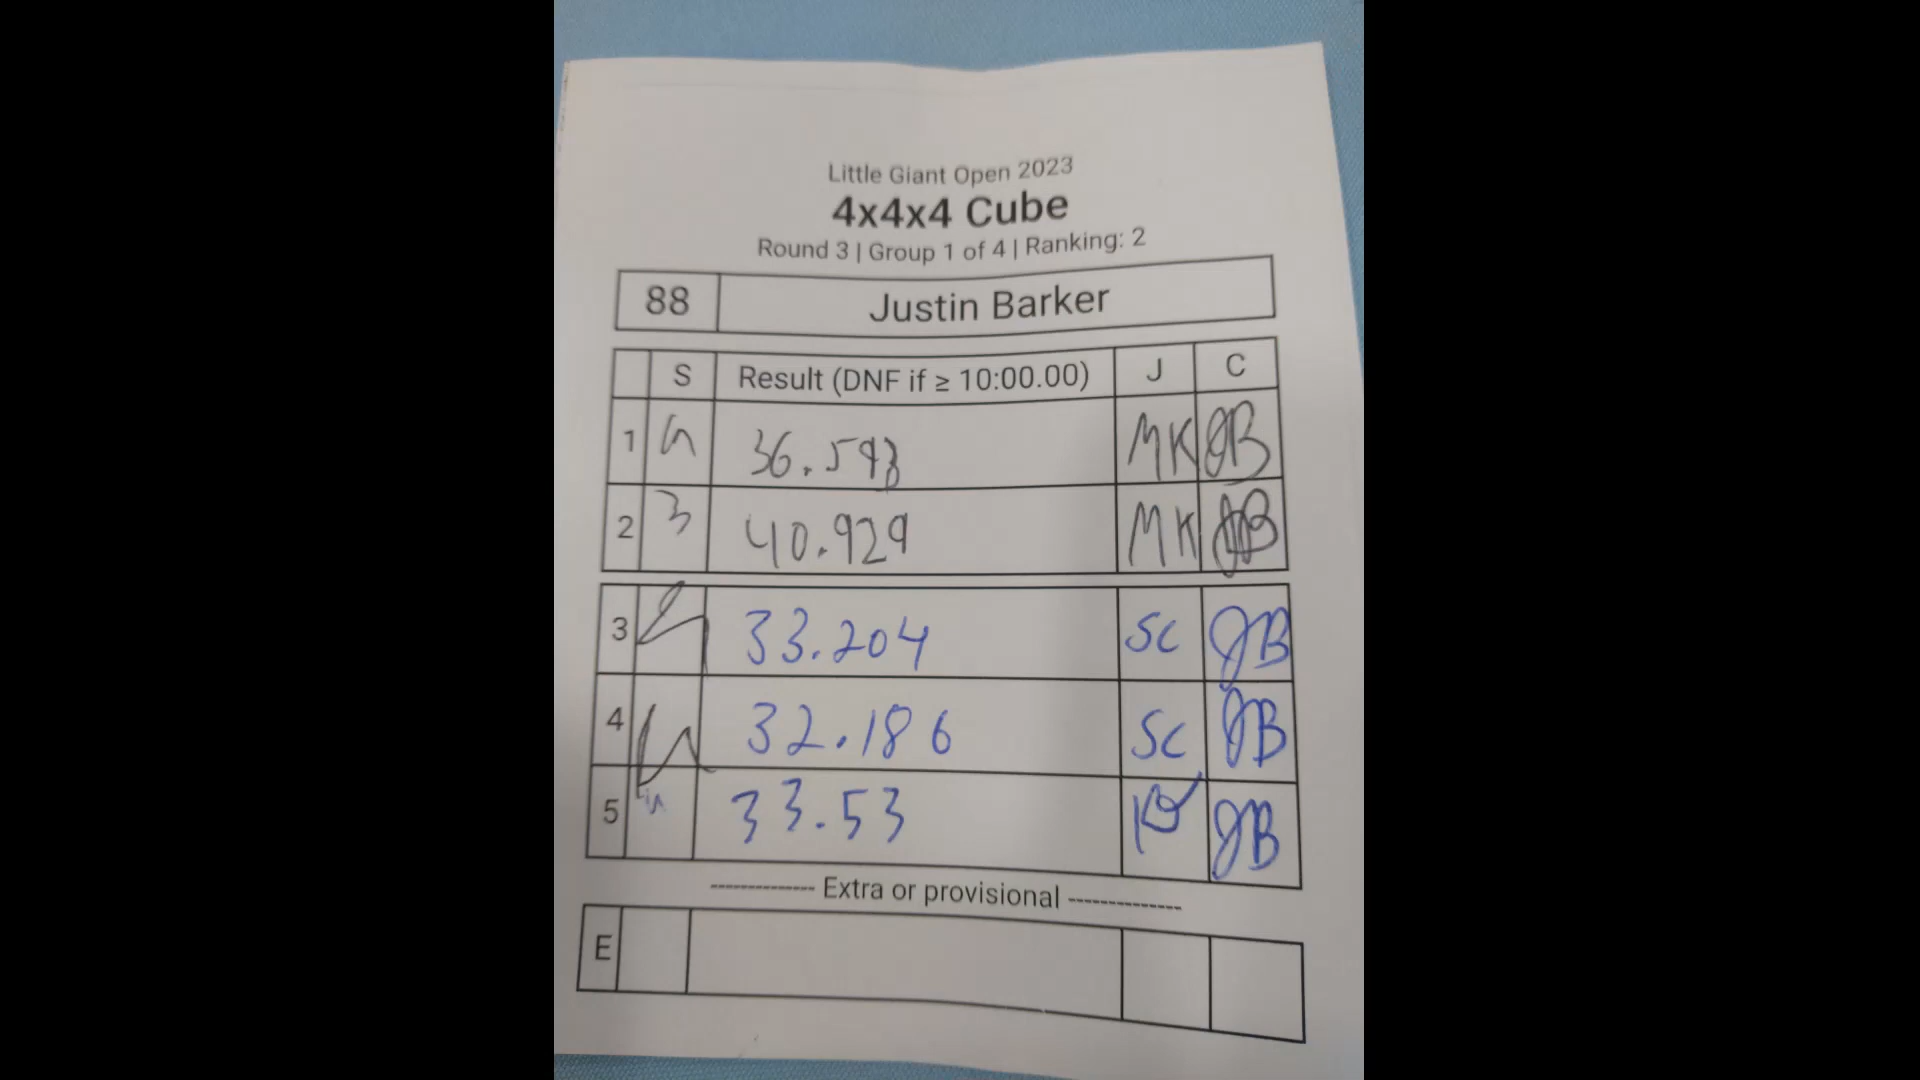 Little Giant Open 2023
4x4x4 Cube
Round 3 | Group 1 of 4 | Ranking: 2
88 Justin Barker
S Result (DNF if ≥ 10:00.00) J C
1 MK JB
2 3 40.929 MK JB
3 33.204 SC JB
4 32.186 SC JB
5 33.53 JB
-------------- Extra or provisional --------------
E